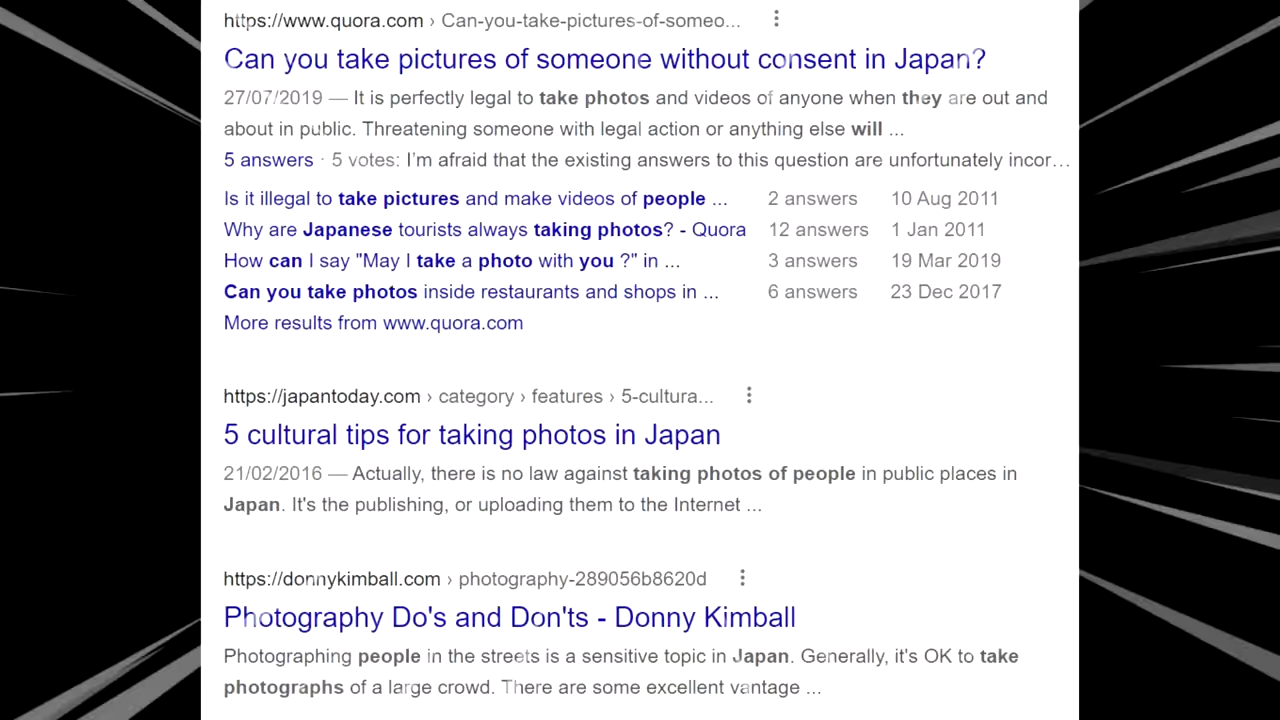 https://www.quora.com › Can-you-take-pictures-of-someo...
Can you take pictures of someone without consent in Japan?
27/07/2019 — It is perfectly legal to take photos and videos of anyone when they are out and
about in public. Threatening someone with legal action or anything else will ...
5 answers · 5 votes: I'm afraid that the existing answers to this question are unfortunately incor...
Is it illegal to take pictures and make videos of people ... 2 answers 10 Aug 2011
Why are Japanese tourists always taking photos? - Quora 12 answers 1 Jan 2011
How can I say "May I take a photo with you ?" in ... 3 answers 19 Mar 2019
Can you take photos inside restaurants and shops in ... 6 answers 23 Dec 2017
More results from www.quora.com
https://japantoday.com › category › features › 5-cultura...
5 cultural tips for taking photos in Japan
21/02/2016 — Actually, there is no law against taking photos of people in public places in
Japan. It's the publishing, or uploading them to the Internet ...
https://donnykimball.com › photography-289056b8620d
Photography Do's and Don'ts - Donny Kimball
Photographing people in the streets is a sensitive topic in Japan. Generally, it's OK to take
photographs of a large crowd. There are some excellent vantage ...